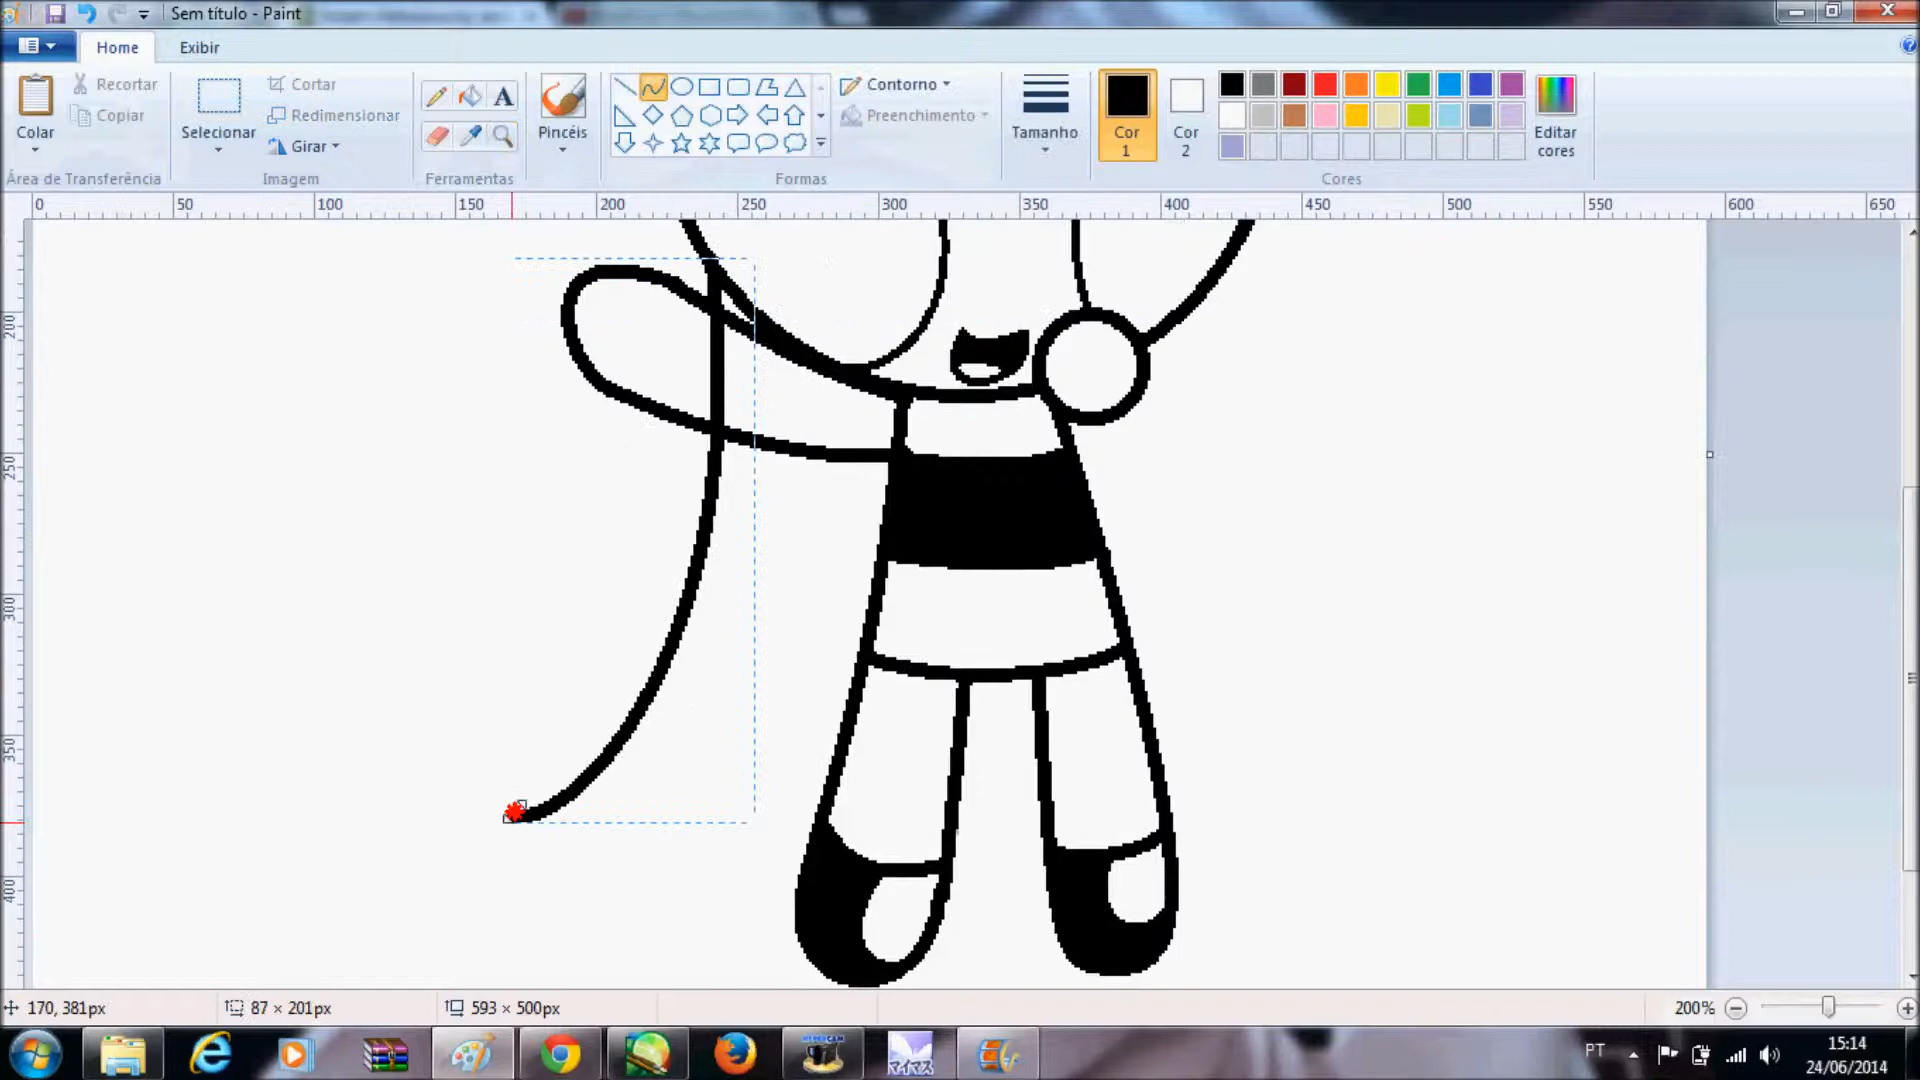 Sem título - Paint
Home Exibir
Colar
Recortar
Copiar
Área de Transferência
Selecionar
Cortar
Redimensionar
Girar
Imagem
A
Ferramentas
Pincéis
Formas
Contorno
Preenchimento
Tamanho
Cor 1
Cor 2
Cores
Editar cores
0 50 100 150 200 250 300 350 400 450 500 550 600 650
200
250
300
350
400
170, 381px 87 × 201px 593 × 500px 200%
PT
15:14
24/06/2014